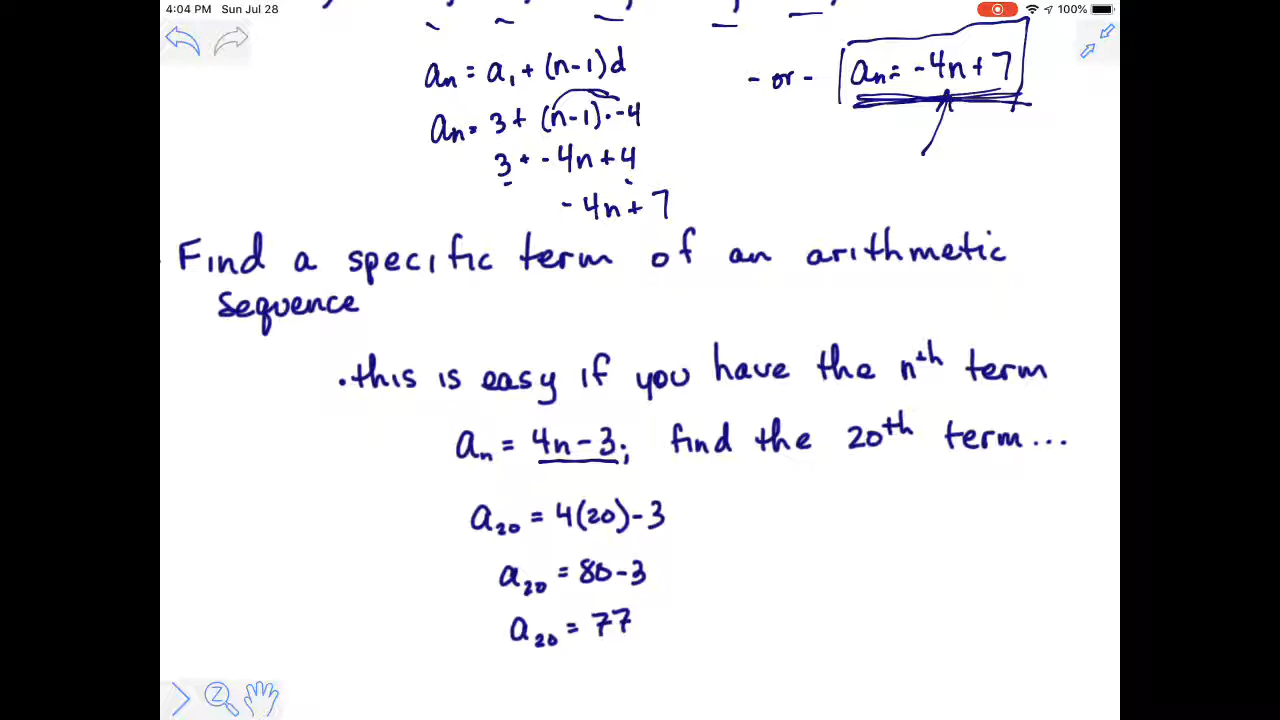 4:04 PM Sun Jul 28 100%
aₙ = a₁ + (n-1)d
- or - aₙ = -4n + 7
aₙ = 3 + (n-1)·-4
3 + -4n + 4
-4n + 7
Find a specific term of an arithmetic
sequence
•this is easy if you have the nᵗʰ term
aₙ = 4n - 3; find the 20ᵗʰ term...
a₂₀ = 4(20) - 3
a₂₀ = 80 - 3
a₂₀ = 77
Z